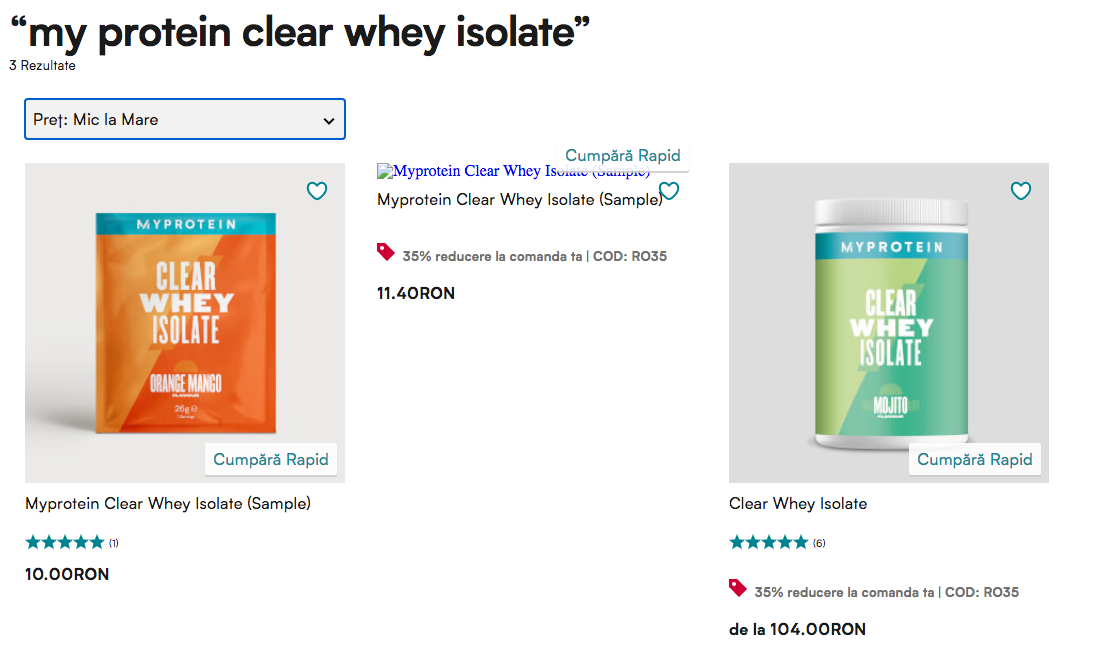 “my protein clear whey isolate”
3 Rezultate
Preț: Mic la Mare
MYPROTEIN
CLEAR
WHEY
ISOLATE
ORANGE MANGO
FLAVOUR
26g ℮
Cumpără Rapid
Myprotein Clear Whey Isolate (Sample)
(1)
10.00RON
Cumpără Rapid
Myprotein Clear Whey Isolate (Sample)
Myprotein Clear Whey Isolate (Sample)
35% reducere la comanda ta | COD: RO35
11.40RON
MYPROTEIN
CLEAR
WHEY
ISOLATE
MOJITO
FLAVOUR
Cumpără Rapid
Clear Whey Isolate
(6)
35% reducere la comanda ta | COD: RO35
de la 104.00RON